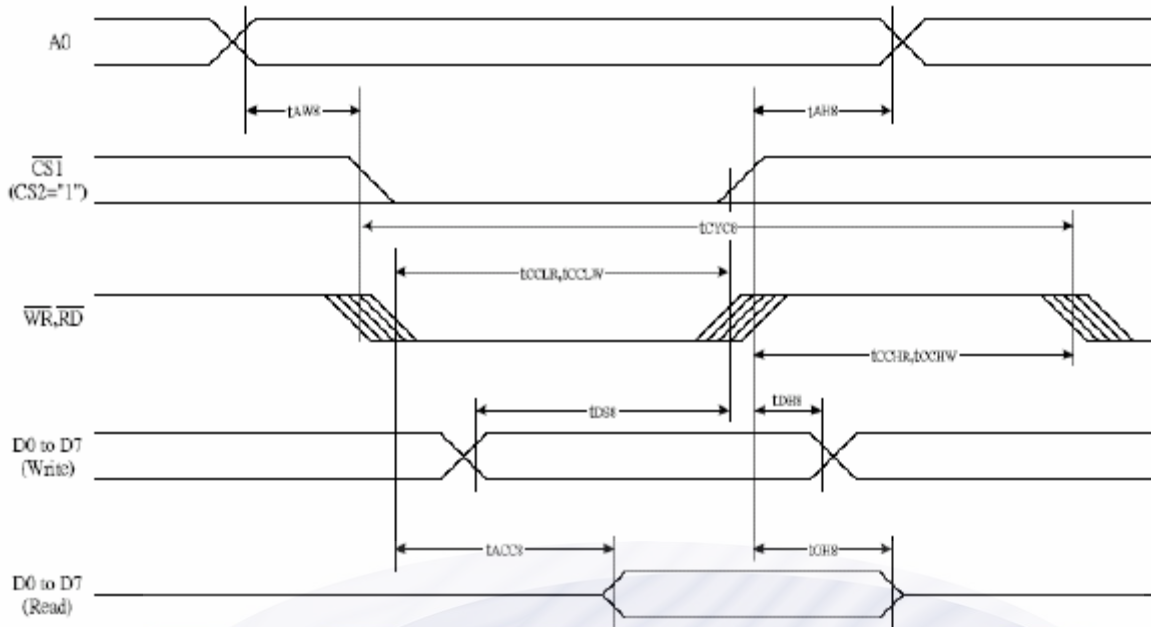 A0
tAW8
tAH8
CS1
(CS2="1")
tCYC8
tCCLR,tCCLW
WR,RD
tCCHR,tCCHW
tDS8
tDH8
D0 to D7
(Write)
tACC8
tOH8
D0 to D7
(Read)